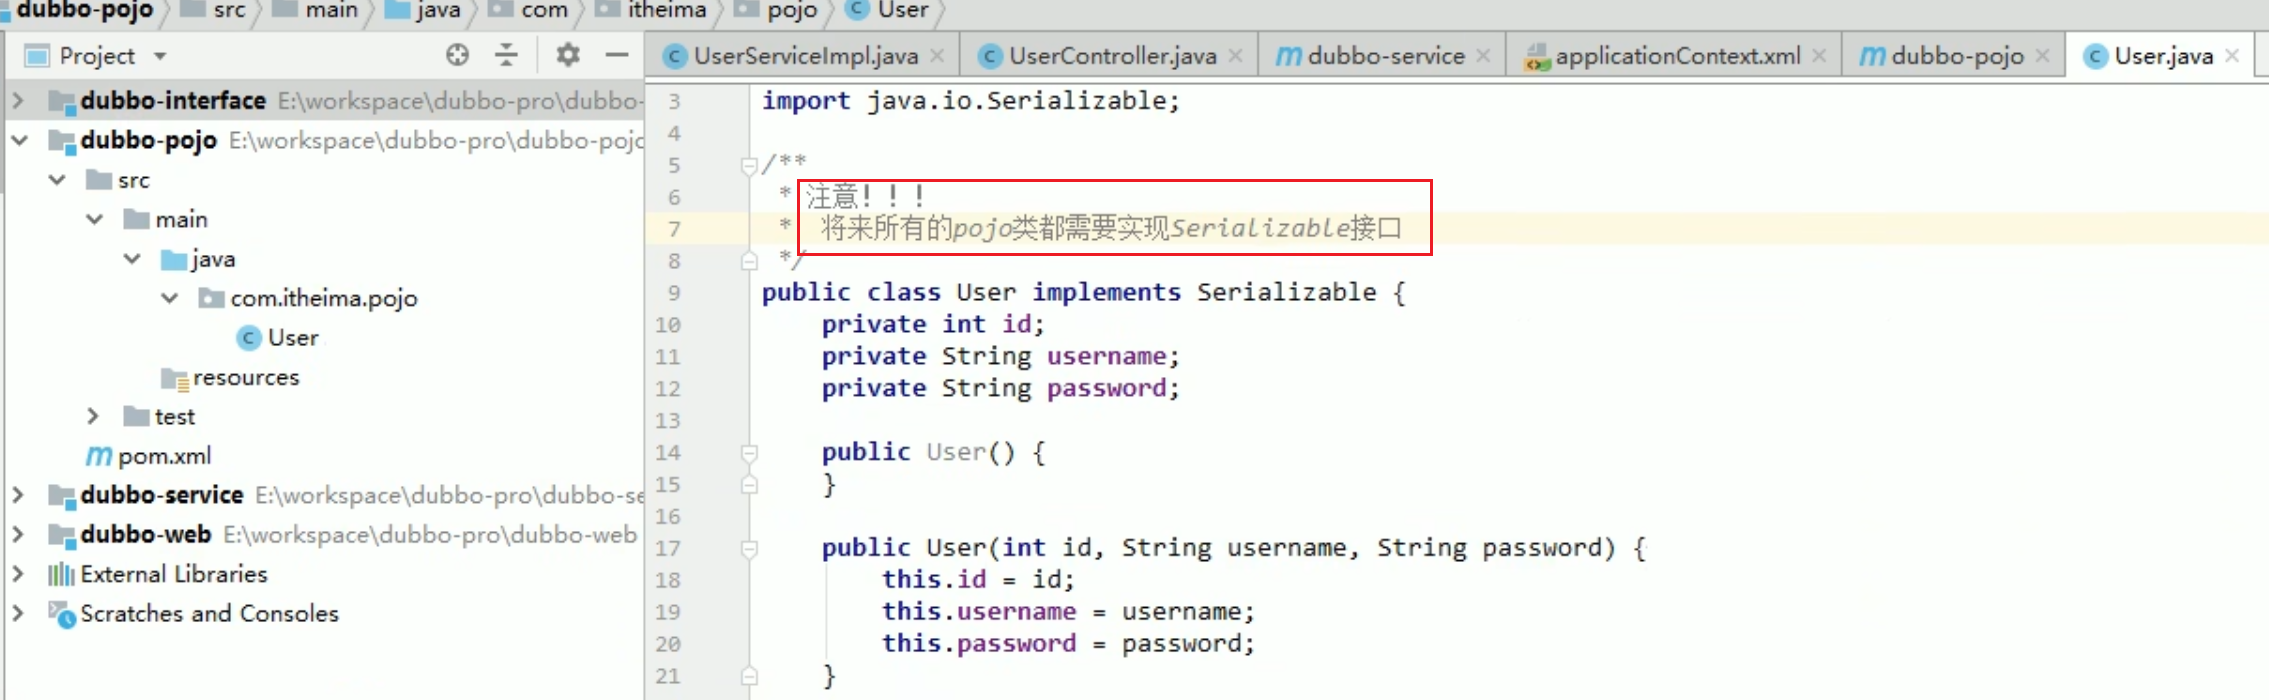 dubbo-pojo src main java com itheima pojo User
Project
UserServiceImpl.java UserController.java dubbo-service applicationContext.xml dubbo-pojo User.java
dubbo-interface E:\workspace\dubbo-pro\dubbo-
dubbo-pojo E:\workspace\dubbo-pro\dubbo-pojo
src
main
java
com.itheima.pojo
User
resources
test
pom.xml
dubbo-service E:\workspace\dubbo-pro\dubbo-se
dubbo-web E:\workspace\dubbo-pro\dubbo-web
External Libraries
Scratches and Consoles
3 import java.io.Serializable;
4
5 /**
6 * 注意!!!
7 * 将来所有的pojo类都需要实现Serializable接口
8 */
9 public class User implements Serializable {
10 private int id;
11 private String username;
12 private String password;
13
14 public User() {
15 }
16
17 public User(int id, String username, String password) {
18 this.id = id;
19 this.username = username;
20 this.password = password;
21 }